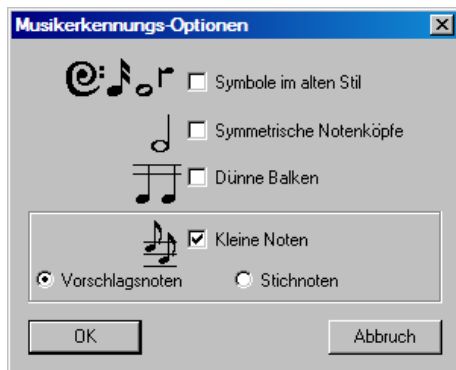 Musikerkennungs-Optionen
Symbole im alten Stil
Symmetrische Notenköpfe
Dünne Balken
Kleine Noten
Vorschlagsnoten Stichnoten
OK Abbruch